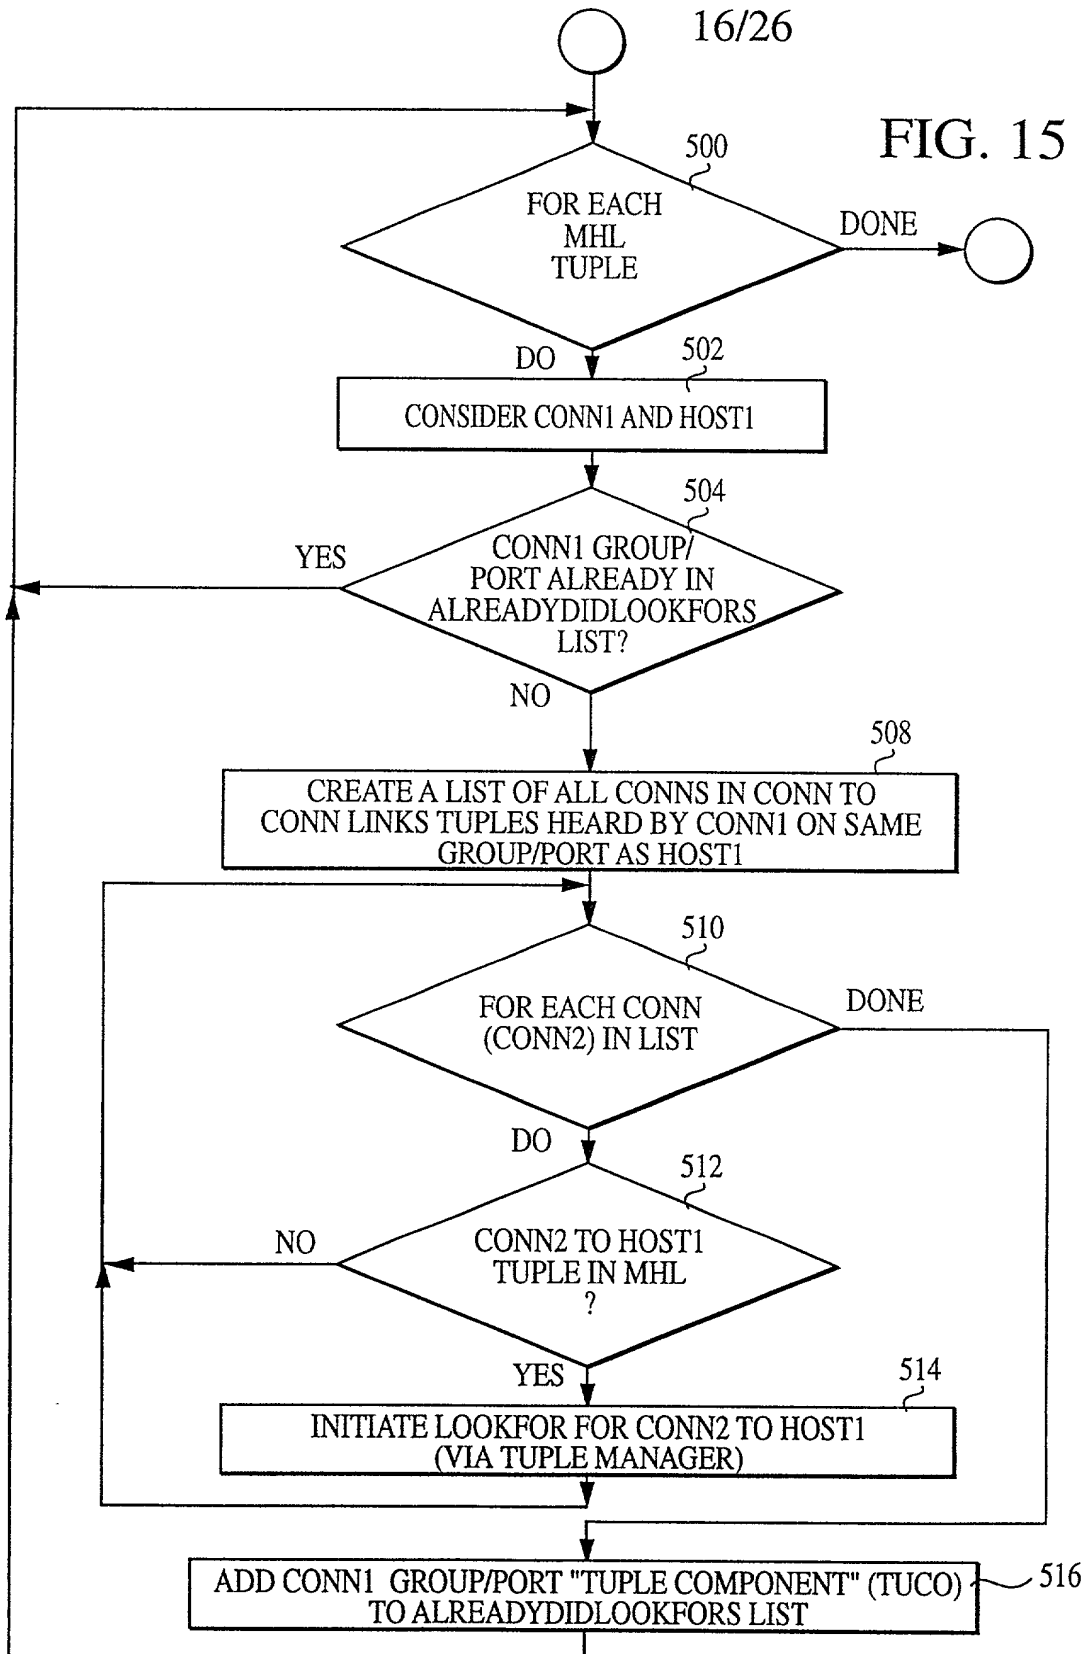 16/26
FIG. 15
500
FOR EACH
MHL
TUPLE
DONE
DO
502
CONSIDER CONN1 AND HOST1
504
YES
CONN1 GROUP/
PORT ALREADY IN
ALREADYDIDLOOKFORS
LIST?
NO
508
CREATE A LIST OF ALL CONNS IN CONN TO
CONN LINKS TUPLES HEARD BY CONN1 ON SAME
GROUP/PORT AS HOST1
510
FOR EACH CONN
(CONN2) IN LIST
DONE
DO
512
NO
CONN2 TO HOST1
TUPLE IN MHL
?
YES
514
INITIATE LOOKFOR FOR CONN2 TO HOST1
(VIA TUPLE MANAGER)
ADD CONN1 GROUP/PORT "TUPLE COMPONENT" (TUCO)
TO ALREADYDIDLOOKFORS LIST
516